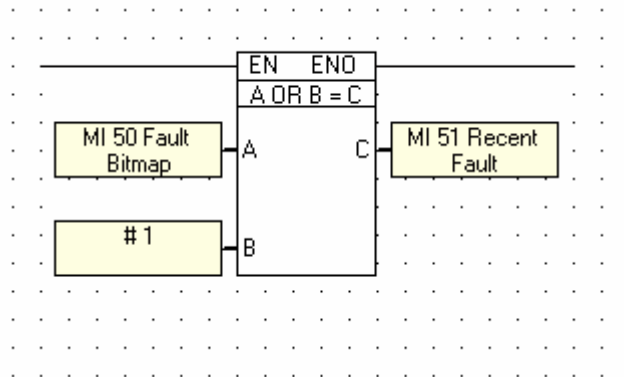 EN ENO
A OR B = C
MI 50 Fault
Bitmap
A
C
MI 51 Recent
Fault
# 1
B